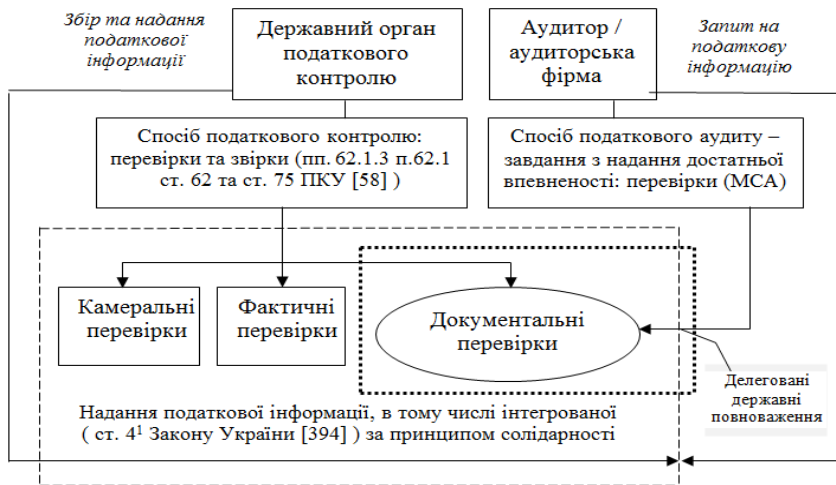 Збір та надання
податкової
інформації
Державний орган
податкового
контролю
Аудитор /
аудиторська
фірма
Запит на
податкову
інформацію
Спосіб податкового контролю:
перевірки та звірки (пп. 62.1.3 п.62.1
ст. 62 та ст. 75 ПКУ [58] )
Спосіб податкового аудиту –
завдання з надання достатньої
впевненості: перевірки (МСА)
Камеральні
перевірки
Фактичні
перевірки
Документальні
перевірки
Делеговані
державні
повноваження
Надання податкової інформації, в тому числі інтегрованої
( ст. 4¹ Закону України [394] ) за принципом солідарності